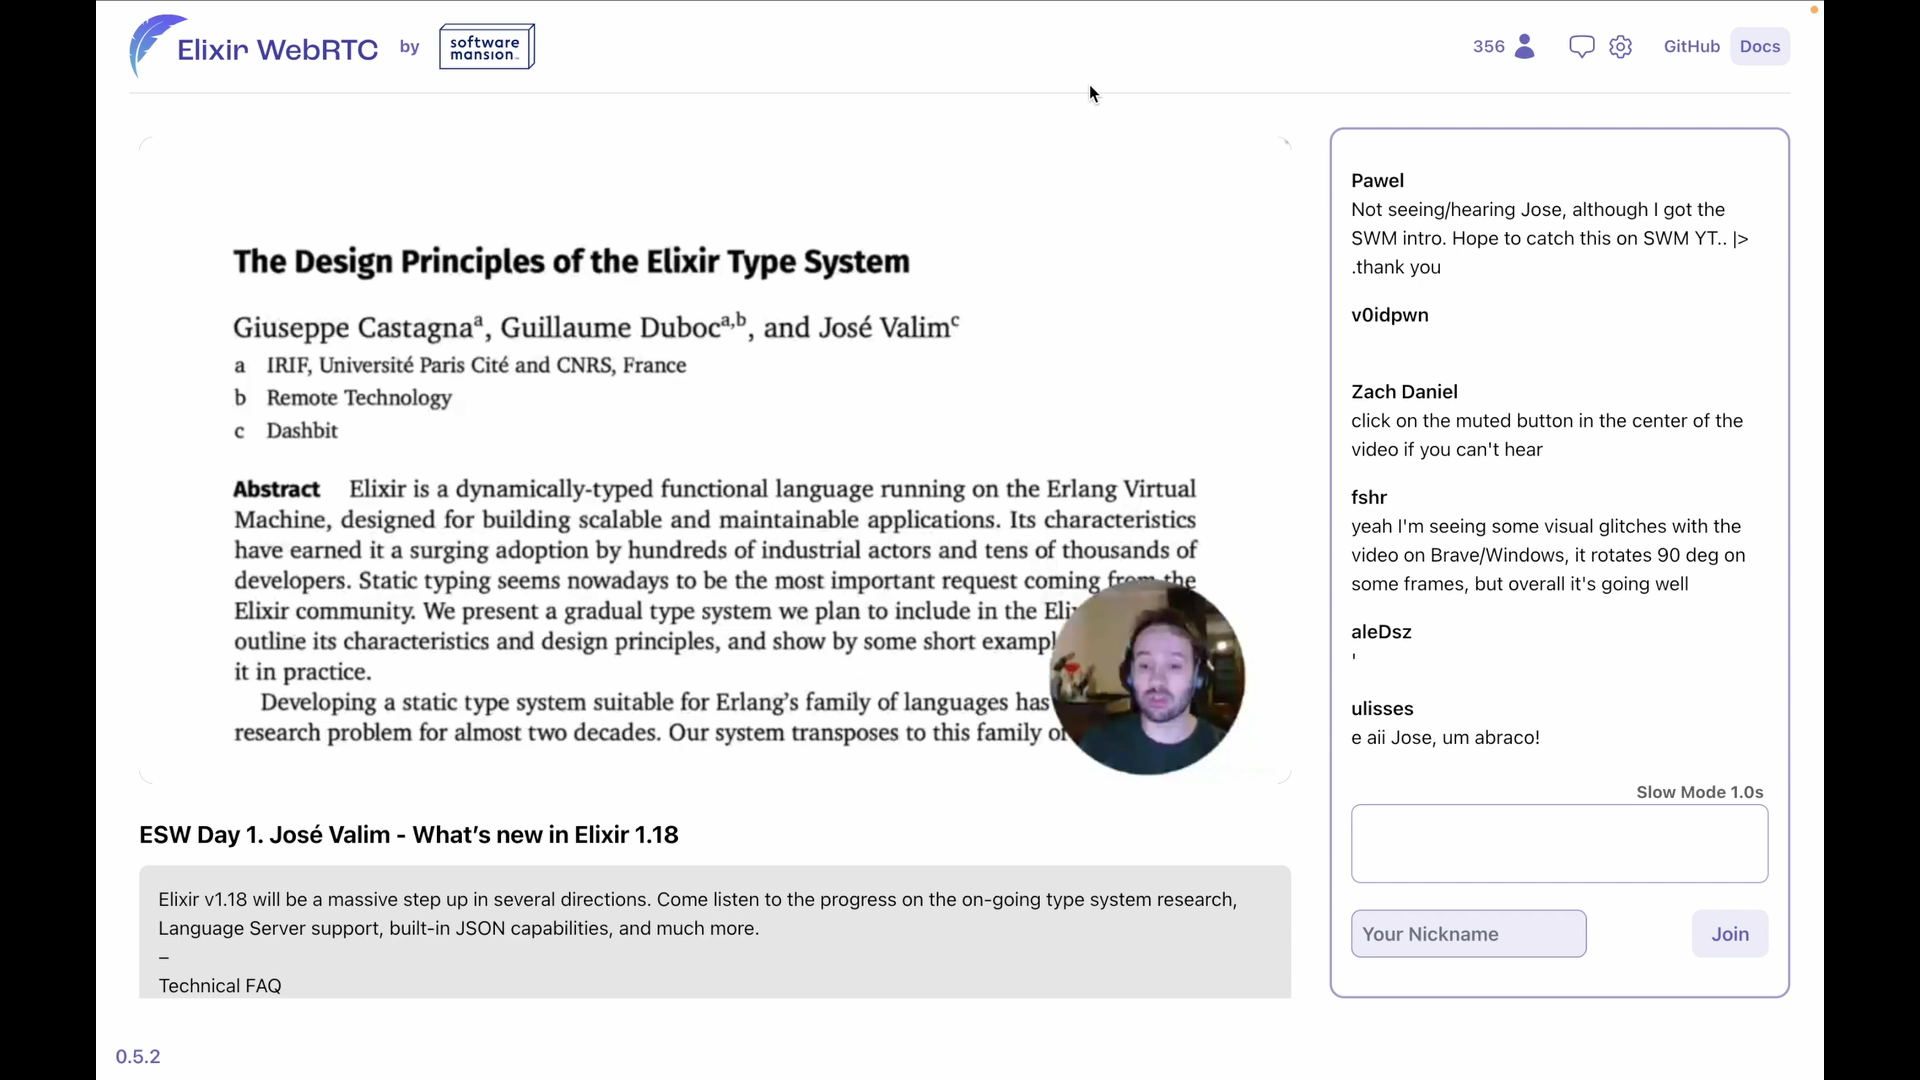 Elixir WebRTC by software mansion
356 GitHub Docs
The Design Principles of the Elixir Type System
Giuseppe Castagnaᵃ, Guillaume Dubocᵃ,ᵇ, and José Valimᶜ
a IRIF, Université Paris Cité and CNRS, France
b Remote Technology
c Dashbit
Abstract Elixir is a dynamically-typed functional language running on the Erlang Virtual
Machine, designed for building scalable and maintainable applications. Its characteristics
have earned it a surging adoption by hundreds of industrial actors and tens of thousands of
developers. Static typing seems nowadays to be the most important request coming from the
Elixir community. We present a gradual type system we plan to include in the
outline its characteristics and design principles, and show by some short
it in practice.
Developing a static type system suitable for Erlang’s family of languages has
research problem for almost two decades. Our system transposes to this family
ESW Day 1. José Valim - What’s new in Elixir 1.18
Elixir v1.18 will be a massive step up in several directions. Come listen to the progress on the on-going type system research,
Language Server support, built-in JSON capabilities, and much more.
–
Technical FAQ
0.5.2
Pawel
Not seeing/hearing Jose, although I got the
SWM intro. Hope to catch this on SWM YT.. |>
.thank you
v0idpwn
Zach Daniel
click on the muted button in the center of the
video if you can't hear
fshr
yeah I'm seeing some visual glitches with the
video on Brave/Windows, it rotates 90 deg on
some frames, but overall it's going well
aleDsz
'
ulisses
e aii Jose, um abraco!
Slow Mode 1.0s
Your Nickname
Join